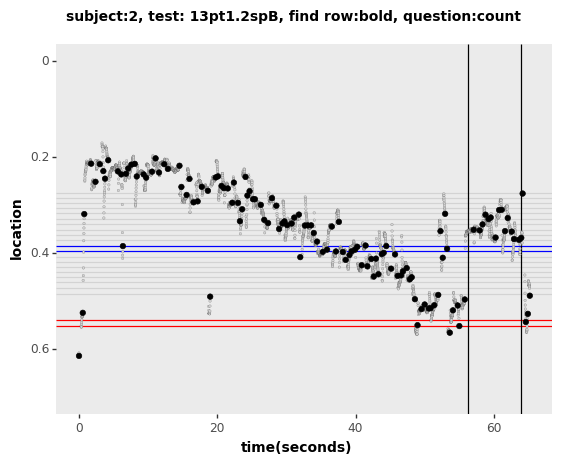 subject:2, test: 13pt1.2spB, find row:bold, question:count
0
0.2
0.4
0.6
location
0
20
40
60
time(seconds)